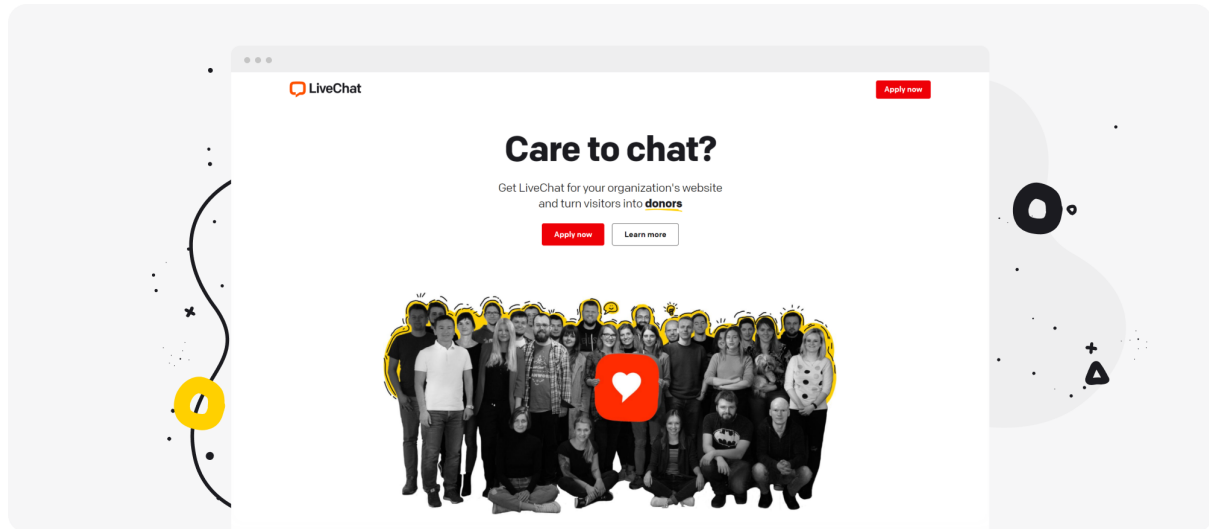 LiveChat
Apply now
Care to chat?
Get LiveChat for your organization's website
and turn visitors into donors
Apply now
Learn more